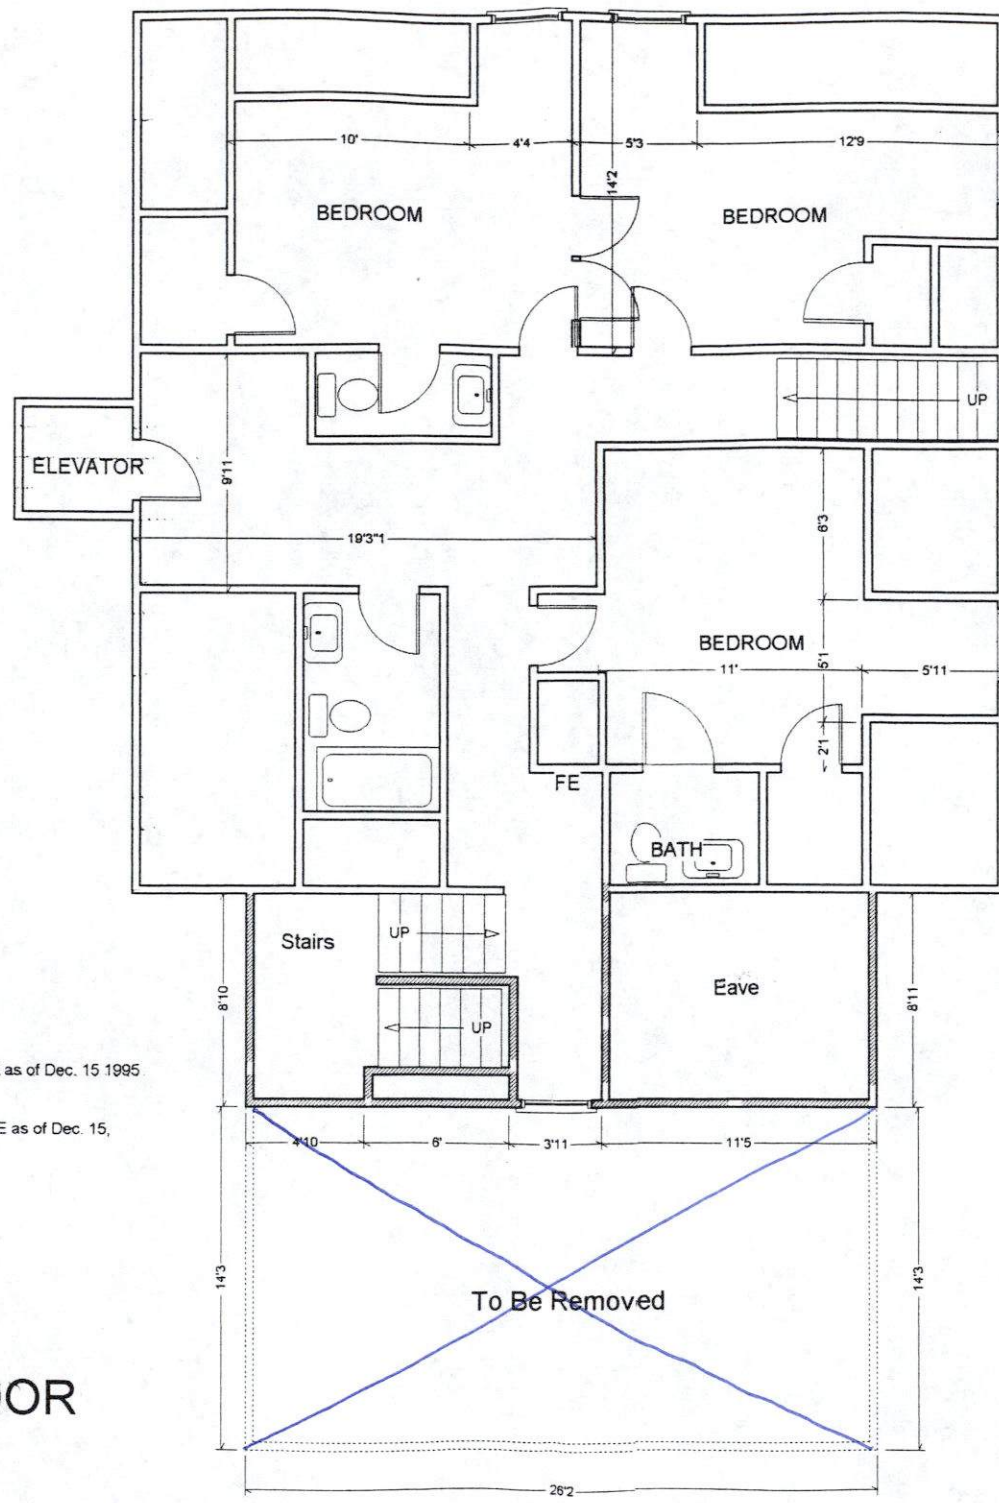 10'
4'4
5'3
12'9
14'2
BEDROOM
BEDROOM
UP
ELEVATOR
9'11
6'3
19'3"1
BEDROOM
11'
5'1
5'11
2'1
FE
BATH
Stairs
UP
Eave
8'10
8'11
UP
as of Dec. 15 1995
E as of Dec. 15,
4'10
6'
3'11
11'5
14'3
14'3
To Be Removed
OOR
26'2